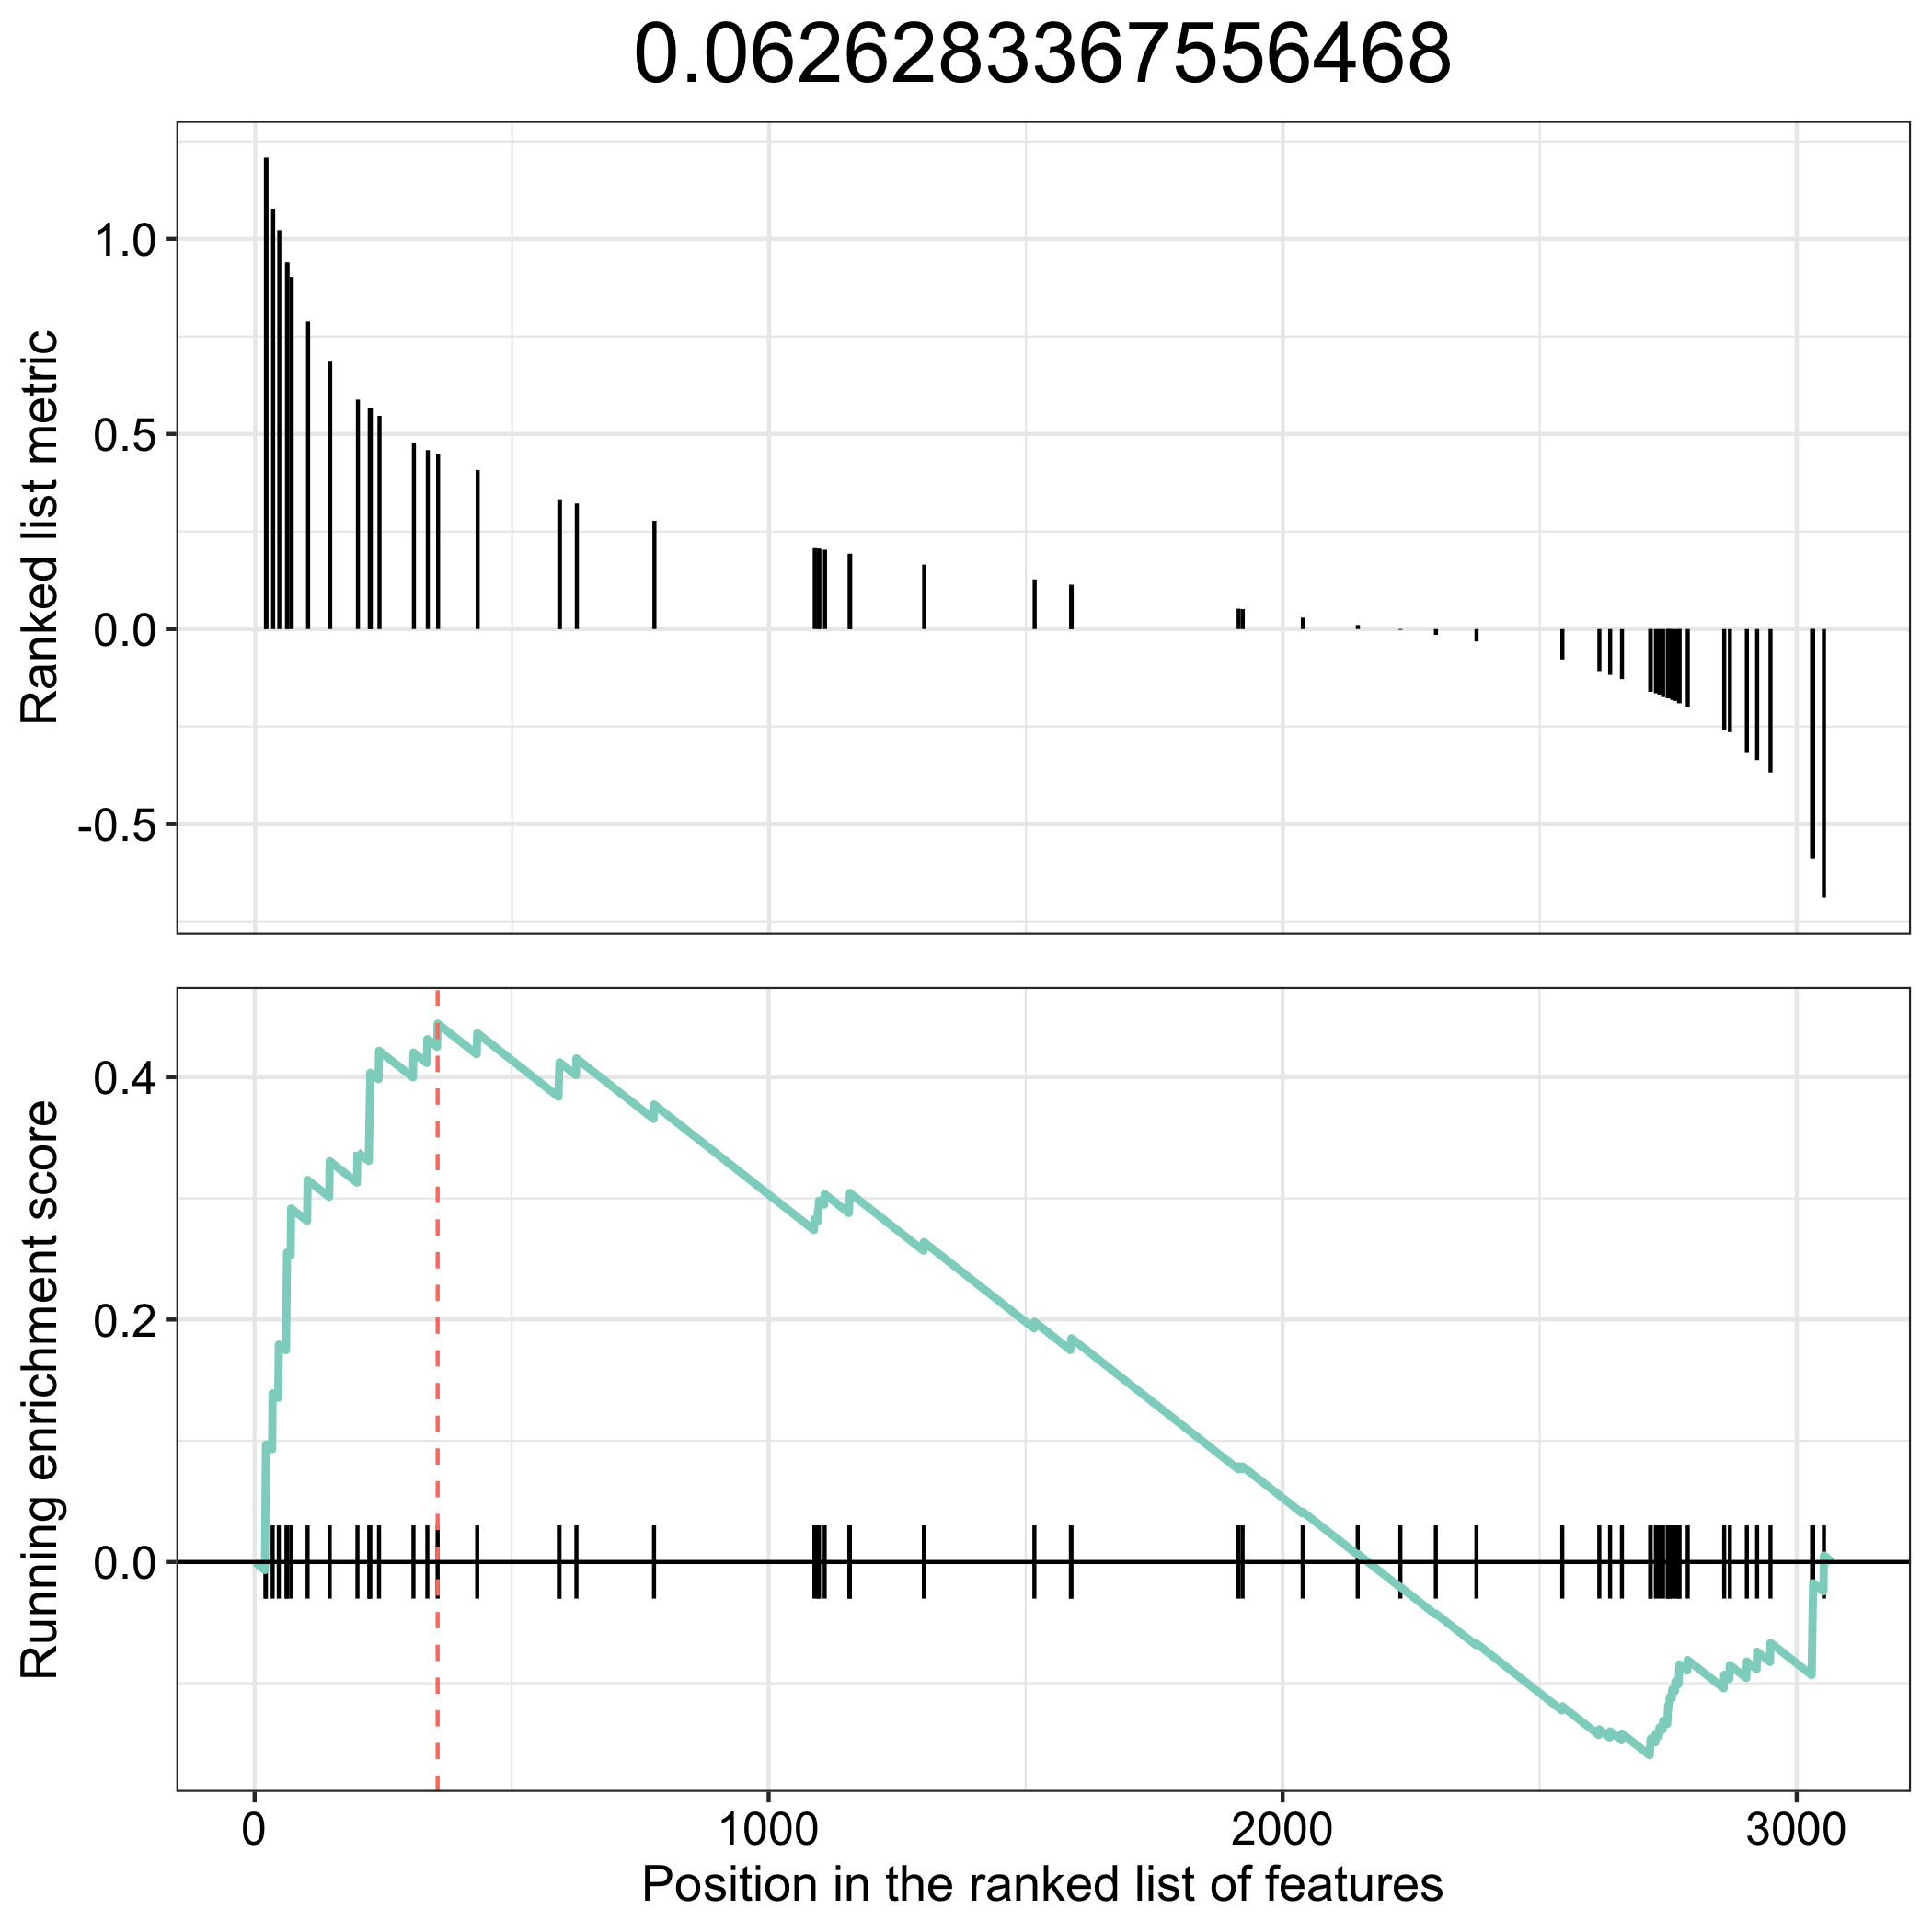 0.0626283367556468
Ranked list metric
1.0
0.5
0.0
-0.5
Running enrichment score
0.4
0.2
0.0
0 1000 2000 3000
Position in the ranked list of features